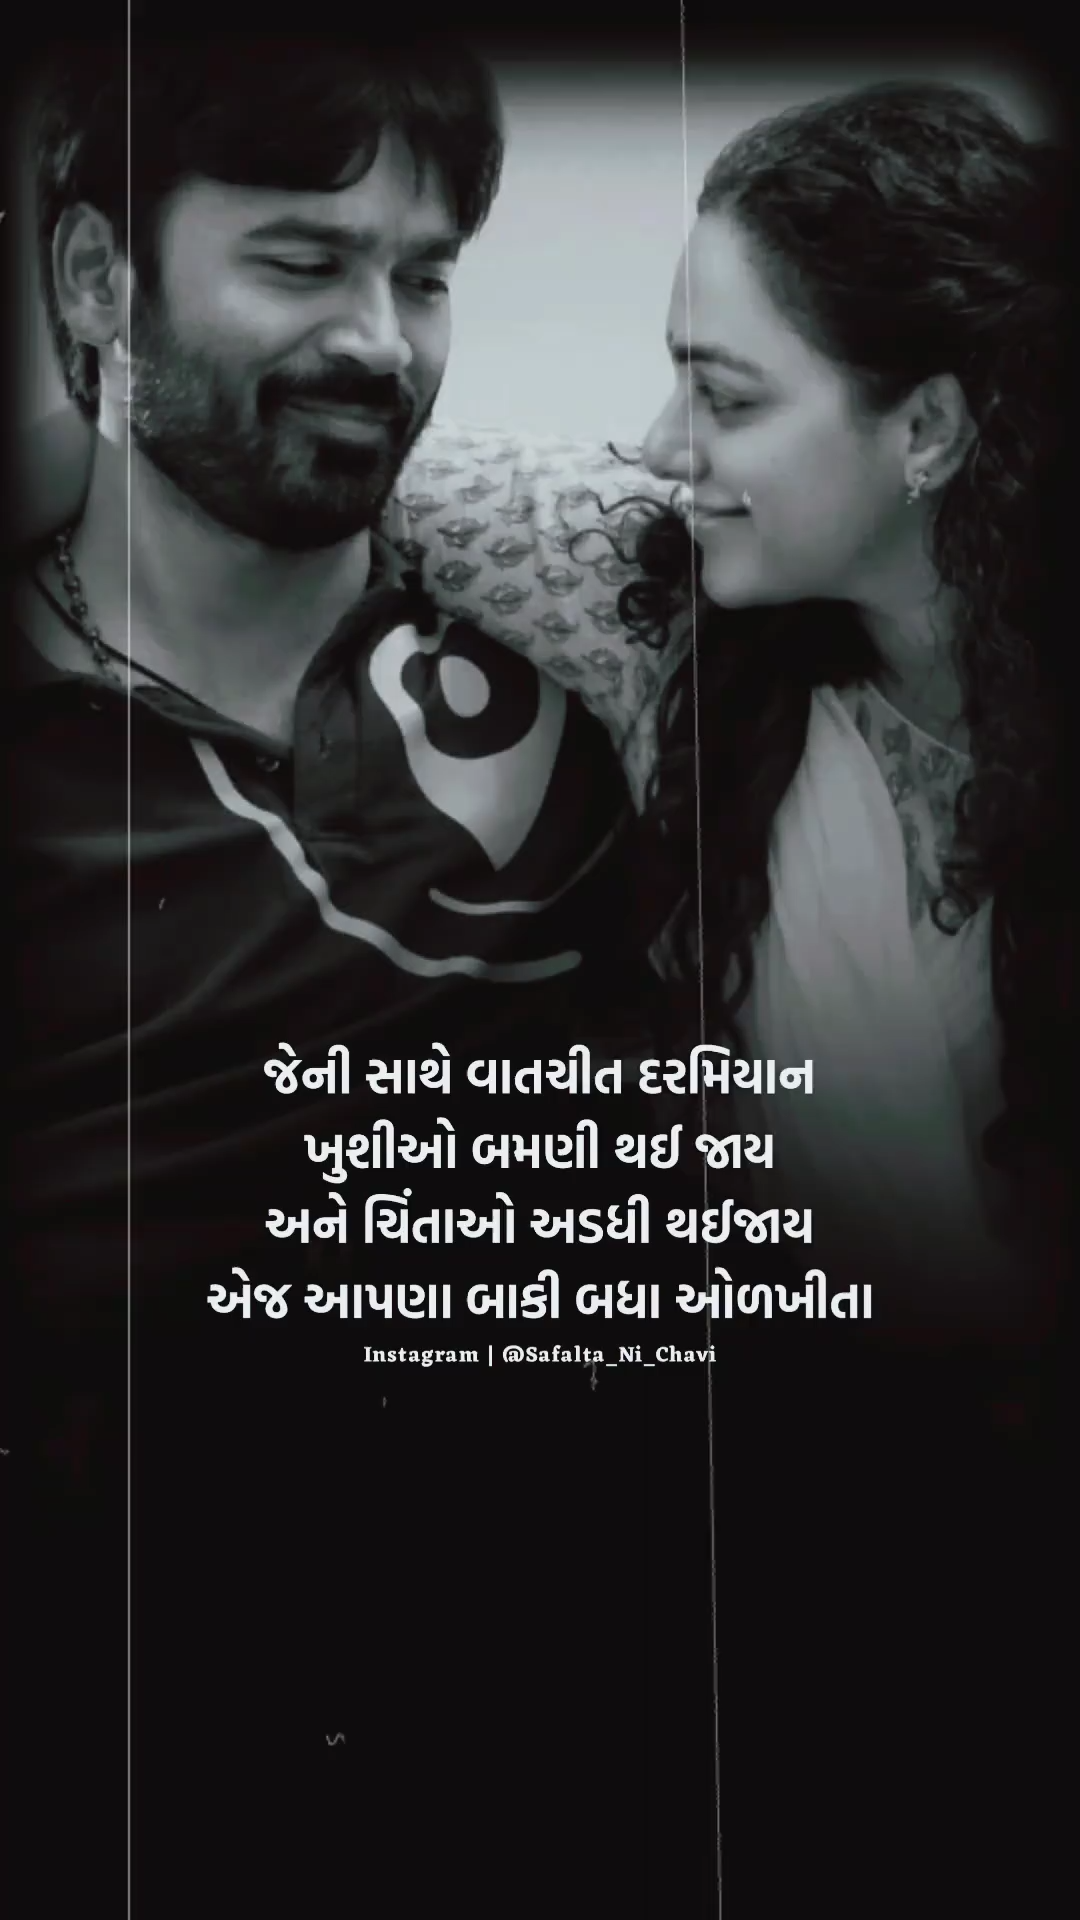 જેની સાથે વાતચીત દરમિયાન
ખુશીઓ બમણી થઈ જાય
અને ચિંતાઓ અડધી થઈજાય
એજ આપણા બાકી બધા ઓળખીતા
Instagram | @Safalta_Ni_Chavi